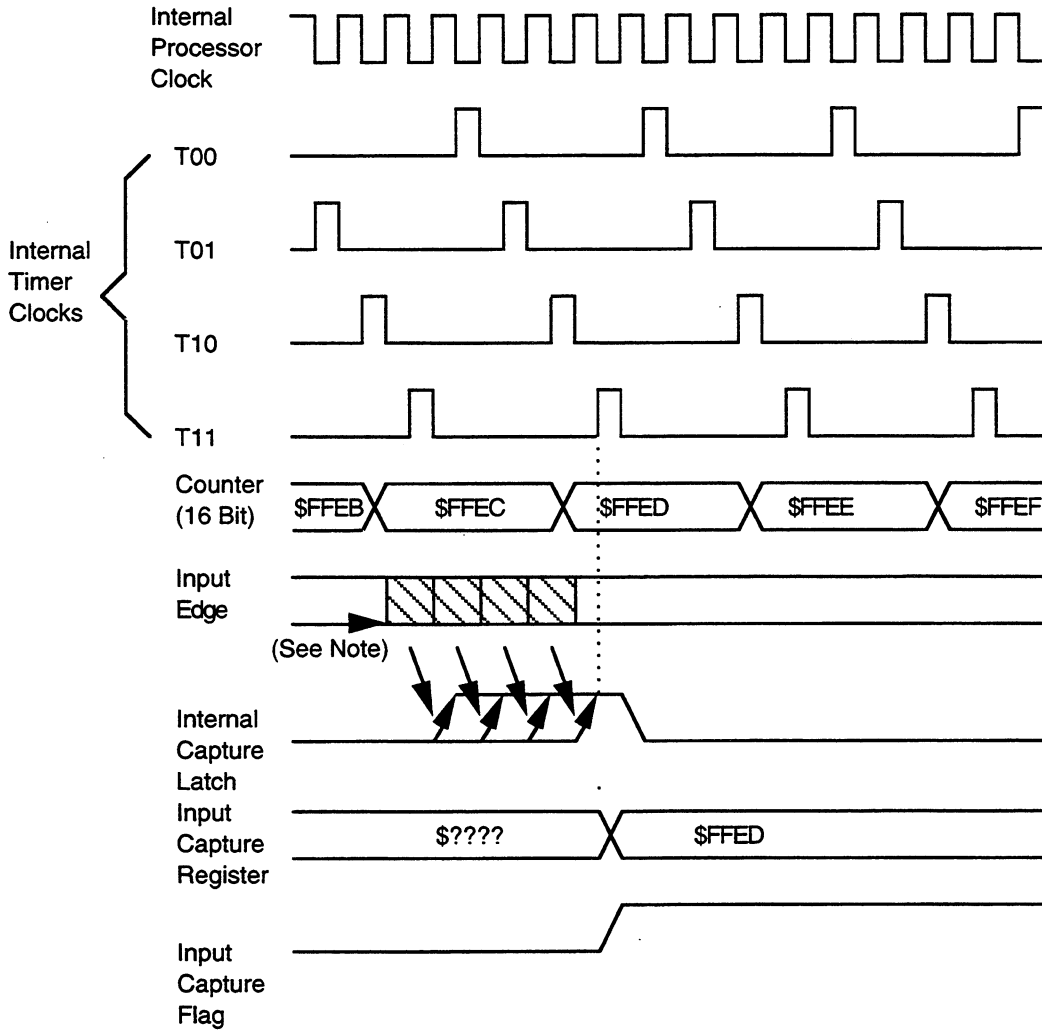 Internal
Processor
Clock
T00
T01
Internal
Timer
Clocks
T10
T11
Counter
(16 Bit)
$FFEB
$FFEC
$FFED
$FFEE
$FFEF
Input
Edge
(See Note)
Internal
Capture
Latch
Input
Capture
Register
$????
$FFED
Input
Capture
Flag